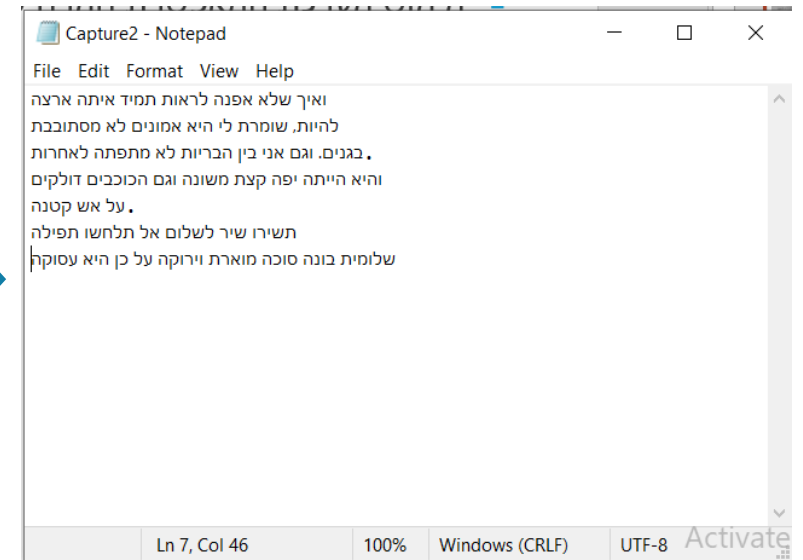 Capture2 - Notepad
File Edit Format View Help
ואיך שלא אפנה לראות תמיד איתה ארצה
להיות, שומרת לי היא אמונים לא מסתובבת
בגנים. וגם אני בין הבריות לא מתפתה לאחרות.
והיא הייתה יפה קצת משונה וגם הכוכבים דולקים
על אש קטנה.
תשירו שיר לשלום אל תלחשו תפילה
שלומית בונה סוכה מוארת וירוקה על כן היא עסוקה
Ln 7, Col 46 100% Windows (CRLF) UTF-8
Activate